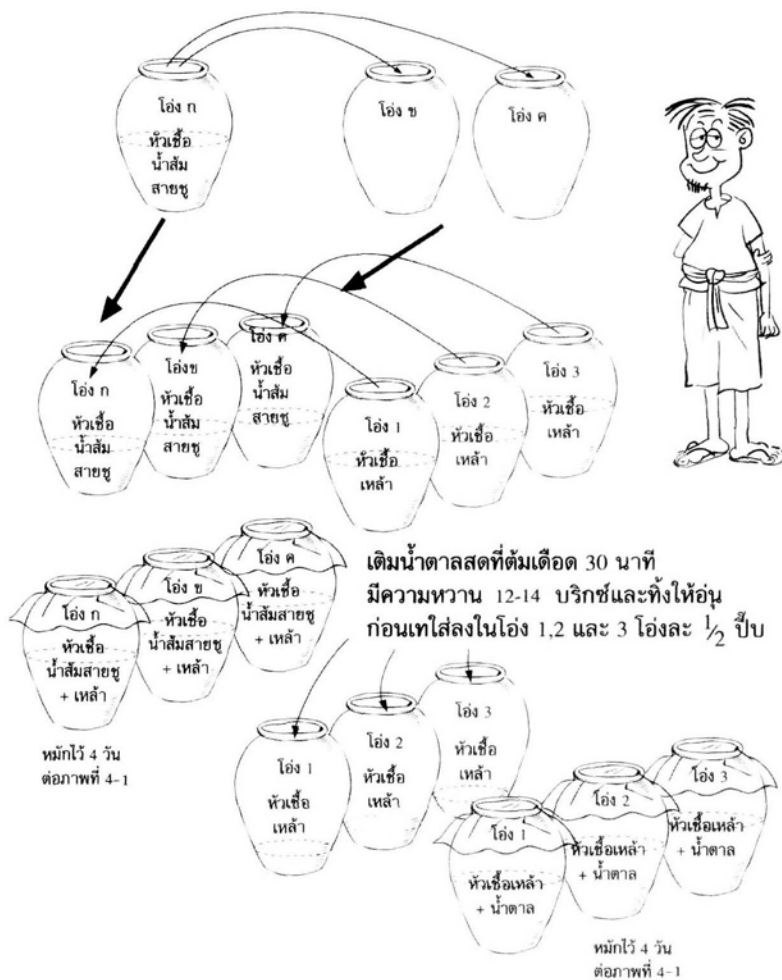 โอ่ง ก
หัวเชื้อ
น้ำส้ม
สายชู
โอ่ง ข
โอ่ง ค
โอ่ง ก
หัวเชื้อ
น้ำส้ม
สายชู
โอ่งข
หัวเชื้อ
น้ำส้ม
สายชู
โอ่ง ค
หัวเชื้อ
น้ำส้ม
สายชู
โอ่ง 1
หัวเชื้อ
เหล้า
โอ่ง 2
หัวเชื้อ
เหล้า
โอ่ง 3
หัวเชื้อ
เหล้า
โอ่ง ก
หัวเชื้อ
น้ำส้มสายชู
+ เหล้า
โอ่ง ข
หัวเชื้อ
น้ำส้มสายชู
+ เหล้า
โอ่ง ค
หัวเชื้อ
น้ำส้มสายชู
+ เหล้า
หมักไว้ 4 วัน
ต่อภาพที่ 4-1
เติมน้ำตาลสดที่ต้มเดือด 30 นาที
มีความหวาน 12-14 บริกซ์และทิ้งให้อุ่น
ก่อนเทใส่ลงในโอ่ง 1,2 และ 3 โอ่งละ 1/2 ปี๊บ
โอ่ง 1
หัวเชื้อ
เหล้า
โอ่ง 2
หัวเชื้อ
เหล้า
โอ่ง 3
หัวเชื้อ
เหล้า
โอ่ง 1
หัวเชื้อเหล้า
+ น้ำตาล
โอ่ง 2
หัวเชื้อเหล้า
+ น้ำตาล
โอ่ง 3
หัวเชื้อเหล้า
+ น้ำตาล
หมักไว้ 4 วัน
ต่อภาพที่ 4-1